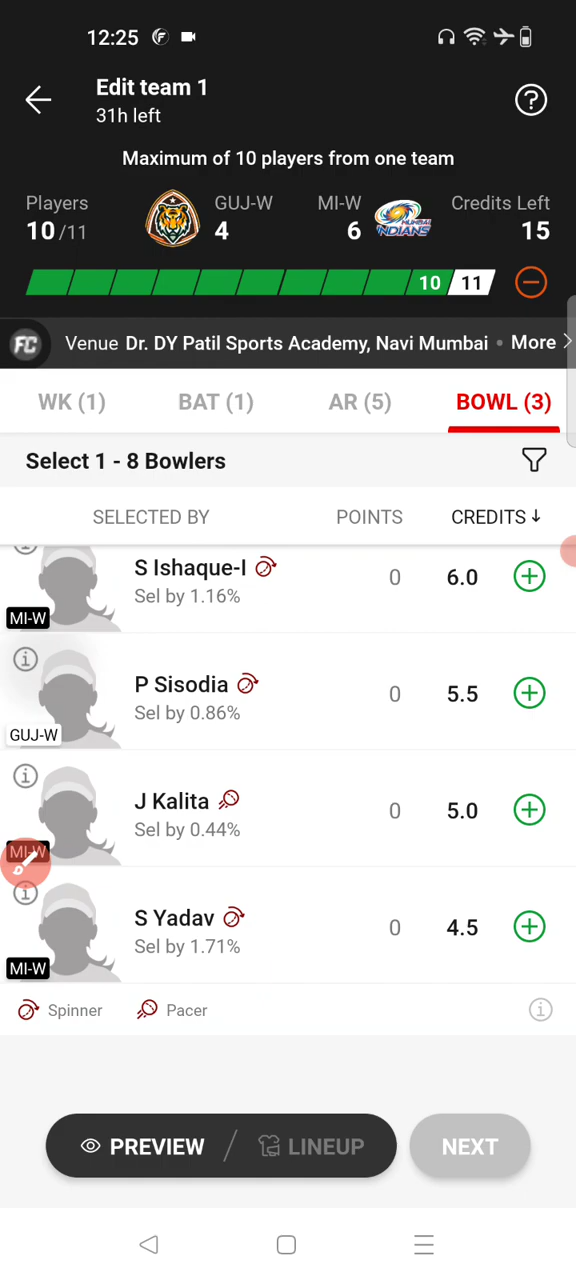 12:25
Edit team 1
31h left
Maximum of 10 players from one team
Players GUJ-W MI-W Credits Left
10/11 4 6 15
MUMBAI
INDIANS
10 11
FC Venue Dr. DY Patil Sports Academy, Navi Mumbai • More
WK (1) BAT (1) AR (5) BOWL (3)
Select 1 - 8 Bowlers
SELECTED BY POINTS CREDITS↓
S Ishaque-I 0 6.0
Sel by 1.16%
MI-W
P Sisodia 0 5.5
Sel by 0.86%
GUJ-W
J Kalita 0 5.0
Sel by 0.44%
MI-W
S Yadav 0 4.5
Sel by 1.71%
MI-W
Spinner Pacer
PREVIEW / LINEUP NEXT